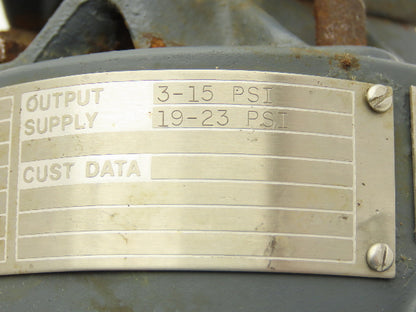 OUTPUT 3-15 PSI
SUPPLY 19-23 PSI
CUST DATA